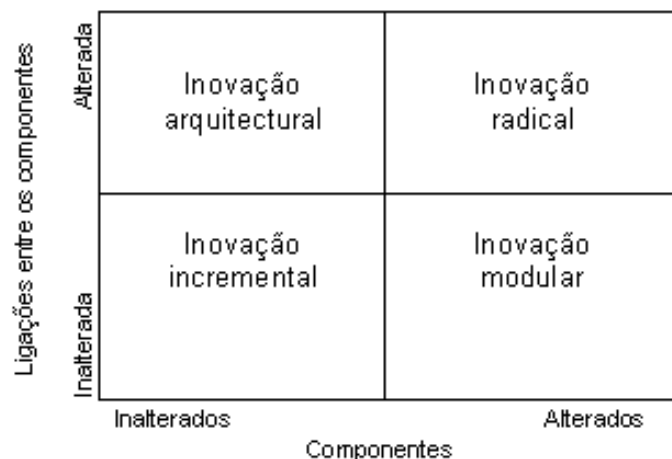 Ligações entre os componentes
Alterada
Inalterada
Inovação
arquitectural
Inovação
radical
Inovação
incremental
Inovação
modular
Inalterados
Alterados
Componentes